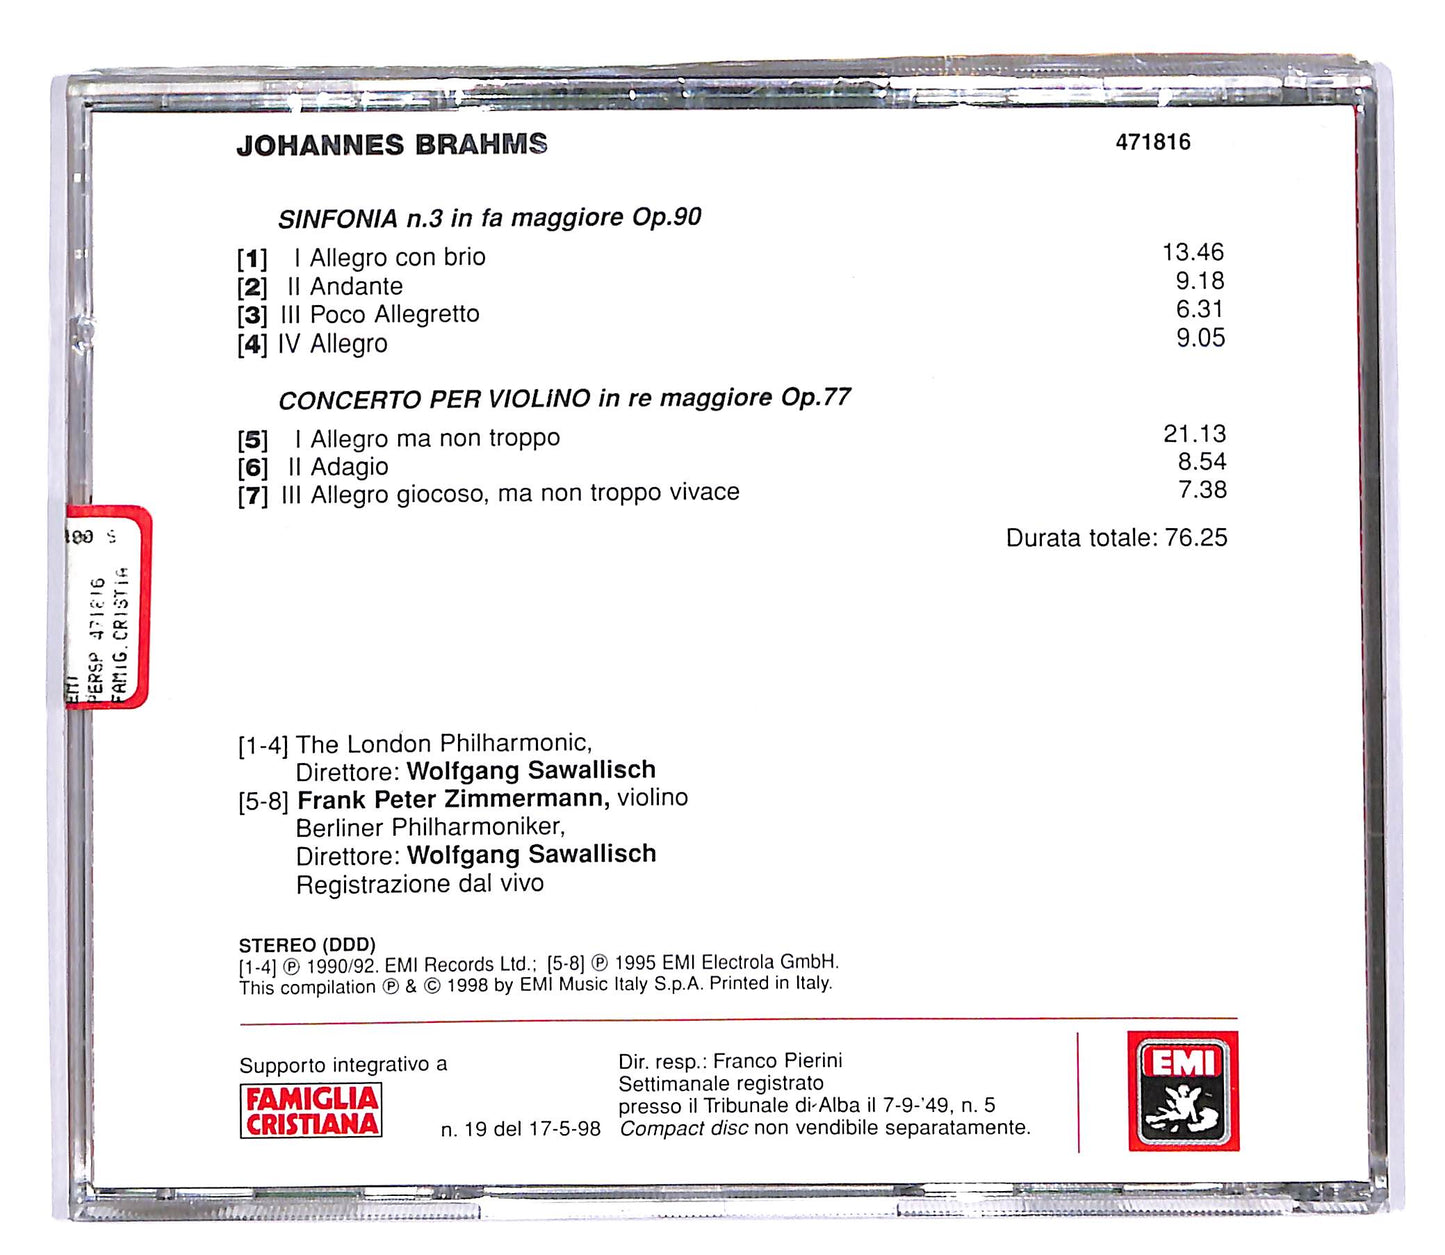 JOHANNES BRAHMS 471816
SINFONIA n.3 in fa maggiore Op.90
[1] I Allegro con brio 13.46
[2] II Andante 9.18
[3] III Poco Allegretto 6.31
[4] IV Allegro 9.05
CONCERTO PER VIOLINO in re maggiore Op.77
[5] I Allegro ma non troppo 21.13
[6] II Adagio 8.54
[7] III Allegro giocoso, ma non troppo vivace 7.38
Durata totale: 76.25
S
EMI
PERSP 471816
FAMIG.CRISTIA
[1-4] The London Philharmonic,
Direttore: Wolfgang Sawallisch
[5-8] Frank Peter Zimmermann, violino
Berliner Philharmoniker,
Direttore: Wolfgang Sawallisch
Registrazione dal vivo
STEREO (DDD)
[1-4] ℗ 1990/92. EMI Records Ltd.; [5-8] ℗ 1995 EMI Electrola GmbH.
This compilation ℗ & © 1998 by EMI Music Italy S.p.A. Printed in Italy.
Supporto integrativo a
FAMIGLIA
CRISTIANA
n. 19 del 17-5-98
Dir. resp.: Franco Pierini
Settimanale registrato
presso il Tribunale di Alba il 7-9-'49, n. 5
Compact disc non vendibile separatamente.
EMI